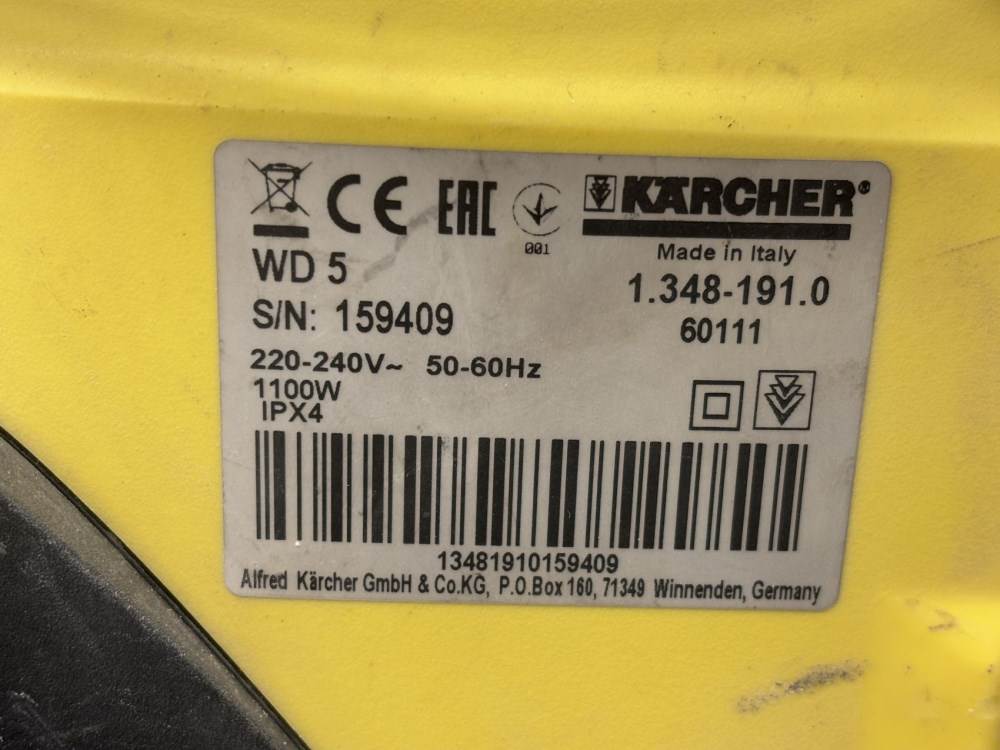 CE EAC KÄRCHER®
001
Made in Italy
WD 5
1.348-191.0
S/N: 159409
60111
220-240V~ 50-60Hz
1100W
IPX4
13481910159409
Alfred Kärcher GmbH & Co.KG, P.O.Box 160, 71349 Winnenden, Germany